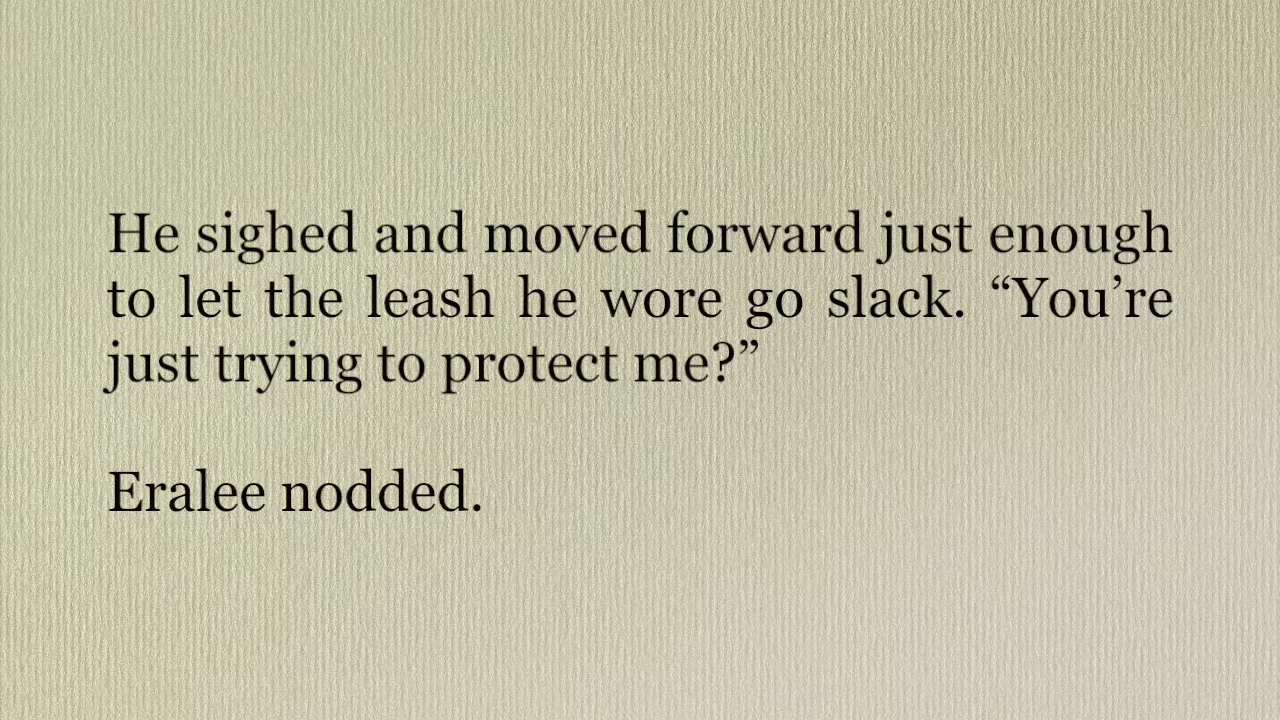 He sighed and moved forward just enough
to let the leash he wore go slack. “You’re
just trying to protect me?”
Eralee nodded.